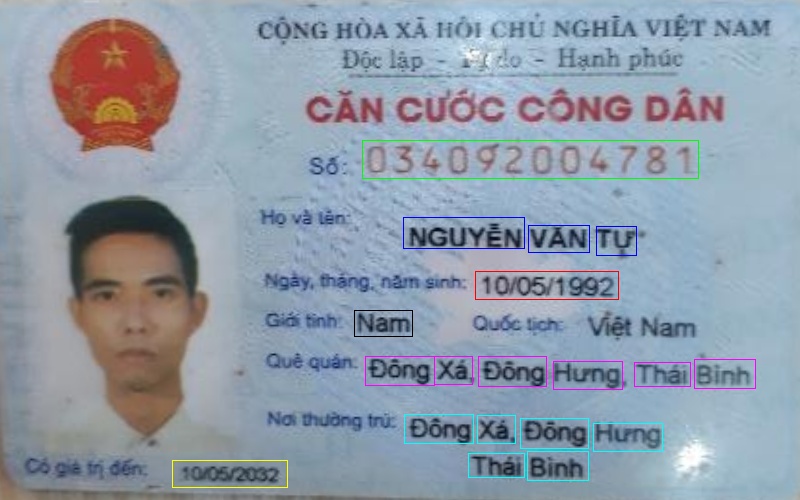 CỘNG HÒA XÃ HỘI CHỦ NGHĨA VIỆT NAM
Độc lập - Tự do - Hạnh phúc
CĂN CƯỚC CÔNG DÂN
Số: 034092004781
Họ và tên:
NGUYỄN VĂN TỰ
Ngày, tháng, năm sinh: 10/05/1992
Giới tính: Nam Quốc tịch: Việt Nam
Quê quán: Đông Xá, Đông Hưng, Thái Bình
Nơi thường trú: Đông Xá, Đông Hưng
Thái Bình
Có giá trị đến: 10/05/2032